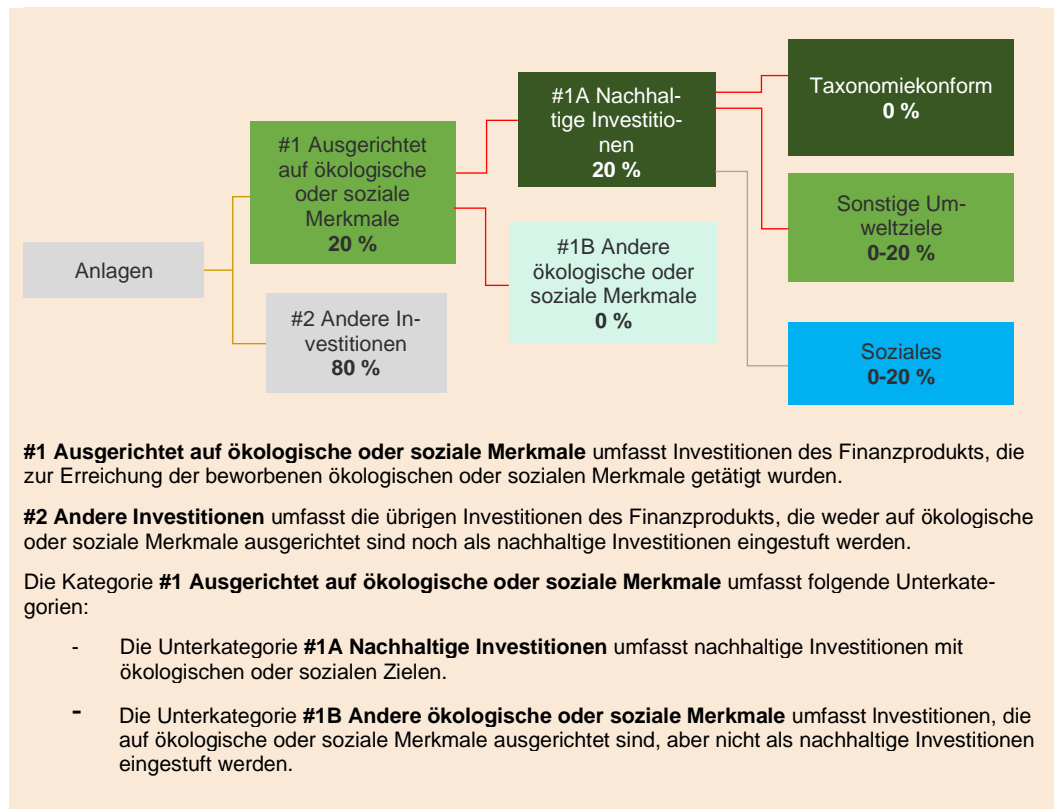 Anlagen
#1 Ausgerichtet
auf ökologische
oder soziale
Merkmale
20 %
#2 Andere In-
vestitionen
80 %
#1A Nachhal-
tige Investitio-
nen
20 %
#1B Andere
ökologische oder
soziale Merkmale
0 %
Taxonomiekonform
0 %
Sonstige Um-
weltziele
0-20 %
Soziales
0-20 %
#1 Ausgerichtet auf ökologische oder soziale Merkmale umfasst Investitionen des Finanzprodukts, die
zur Erreichung der beworbenen ökologischen oder sozialen Merkmale getätigt wurden.
#2 Andere Investitionen umfasst die übrigen Investitionen des Finanzprodukts, die weder auf ökologische
oder soziale Merkmale ausgerichtet sind noch als nachhaltige Investitionen eingestuft werden.
Die Kategorie #1 Ausgerichtet auf ökologische oder soziale Merkmale umfasst folgende Unterkate-
gorien:
- Die Unterkategorie #1A Nachhaltige Investitionen umfasst nachhaltige Investitionen mit
ökologischen oder sozialen Zielen.
- Die Unterkategorie #1B Andere ökologische oder soziale Merkmale umfasst Investitionen, die
auf ökologische oder soziale Merkmale ausgerichtet sind, aber nicht als nachhaltige Investitionen
eingestuft werden.